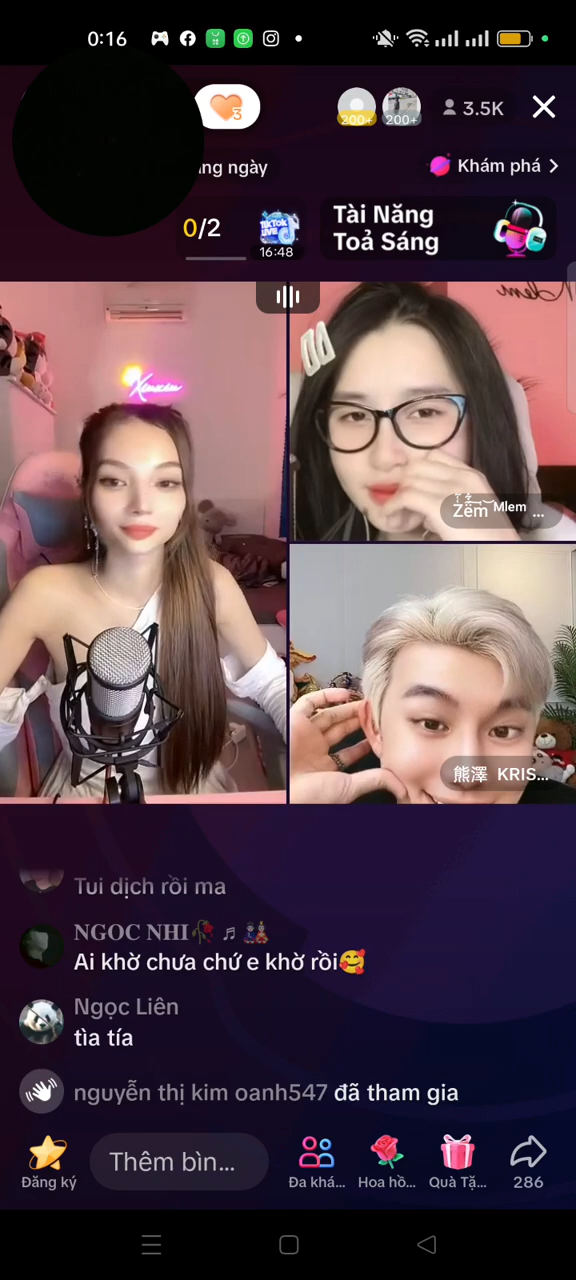 0:16
3
200+
200+
3.5K
ng ngày
Khám phá
0/2
TIKTOK LIVE
16:48
Tài Năng
Toả Sáng
Mlem
Xiuxiu
Zëm Mlem ...
熊澤 KRIS...
Tui dịch rồi ma
NGOC NHI🥀 ♬ 👫
Ai khờ chưa chứ e khờ rồi🥰
Ngọc Liên
tìa tía
nguyễn thị kim oanh547 đã tham gia
Đăng ký
Thêm bìn...
Đa khá...
Hoa hồ...
Quà Tặ...
286